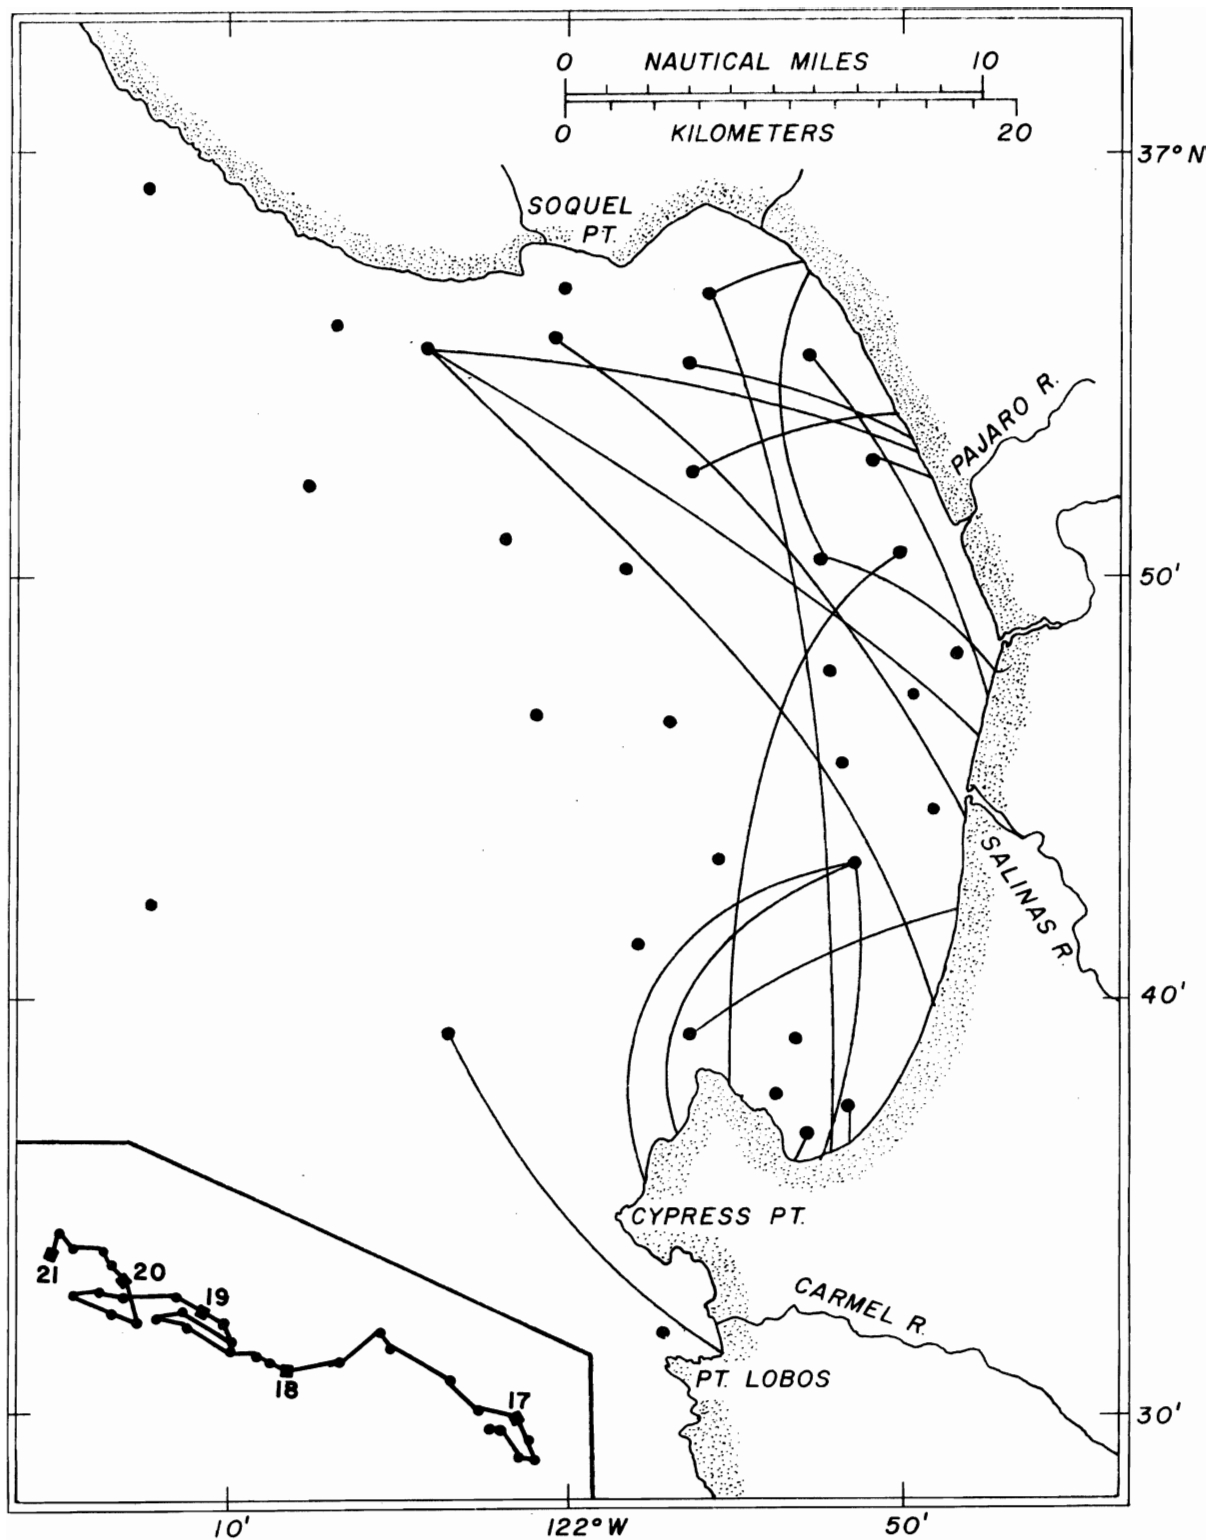 0 NAUTICAL MILES 10
0 KILOMETERS 20
37° N
SOQUEL
PT.
PAJARO R.
50'
SALINAS R.
40'
CYPRESS PT.
CARMEL R.
PT. LOBOS
21
20
19
18
17
30'
10' 122° W 50'